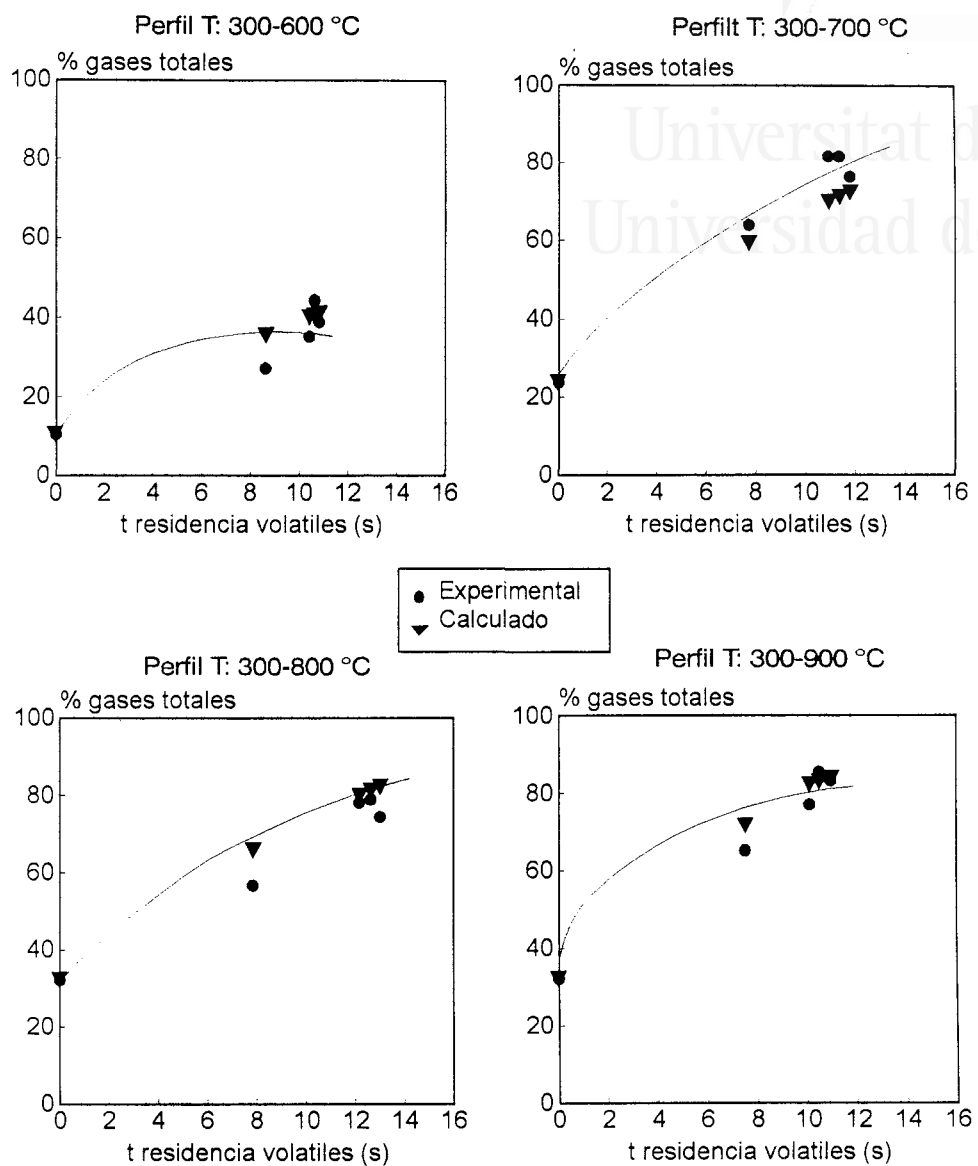 Perfil T: 300-600 °C
% gases totales
100
80
60
40
20
0
0 2 4 6 8 10 12 14 16
t residencia volatiles (s)
Perfilt T: 300-700 °C
% gases totales
100
80
60
40
20
0
0 2 4 6 8 10 12 14 16
t residencia volatiles (s)
Universitat d
Universidad d
Experimental
Calculado
Perfil T: 300-800 °C
% gases totales
100
80
60
40
20
0
0 2 4 6 8 10 12 14 16
t residencia volatiles (s)
Perfil T: 300-900 °C
% gases totales
100
80
60
40
20
0
0 2 4 6 8 10 12 14 16
t residencia volatiles (s)